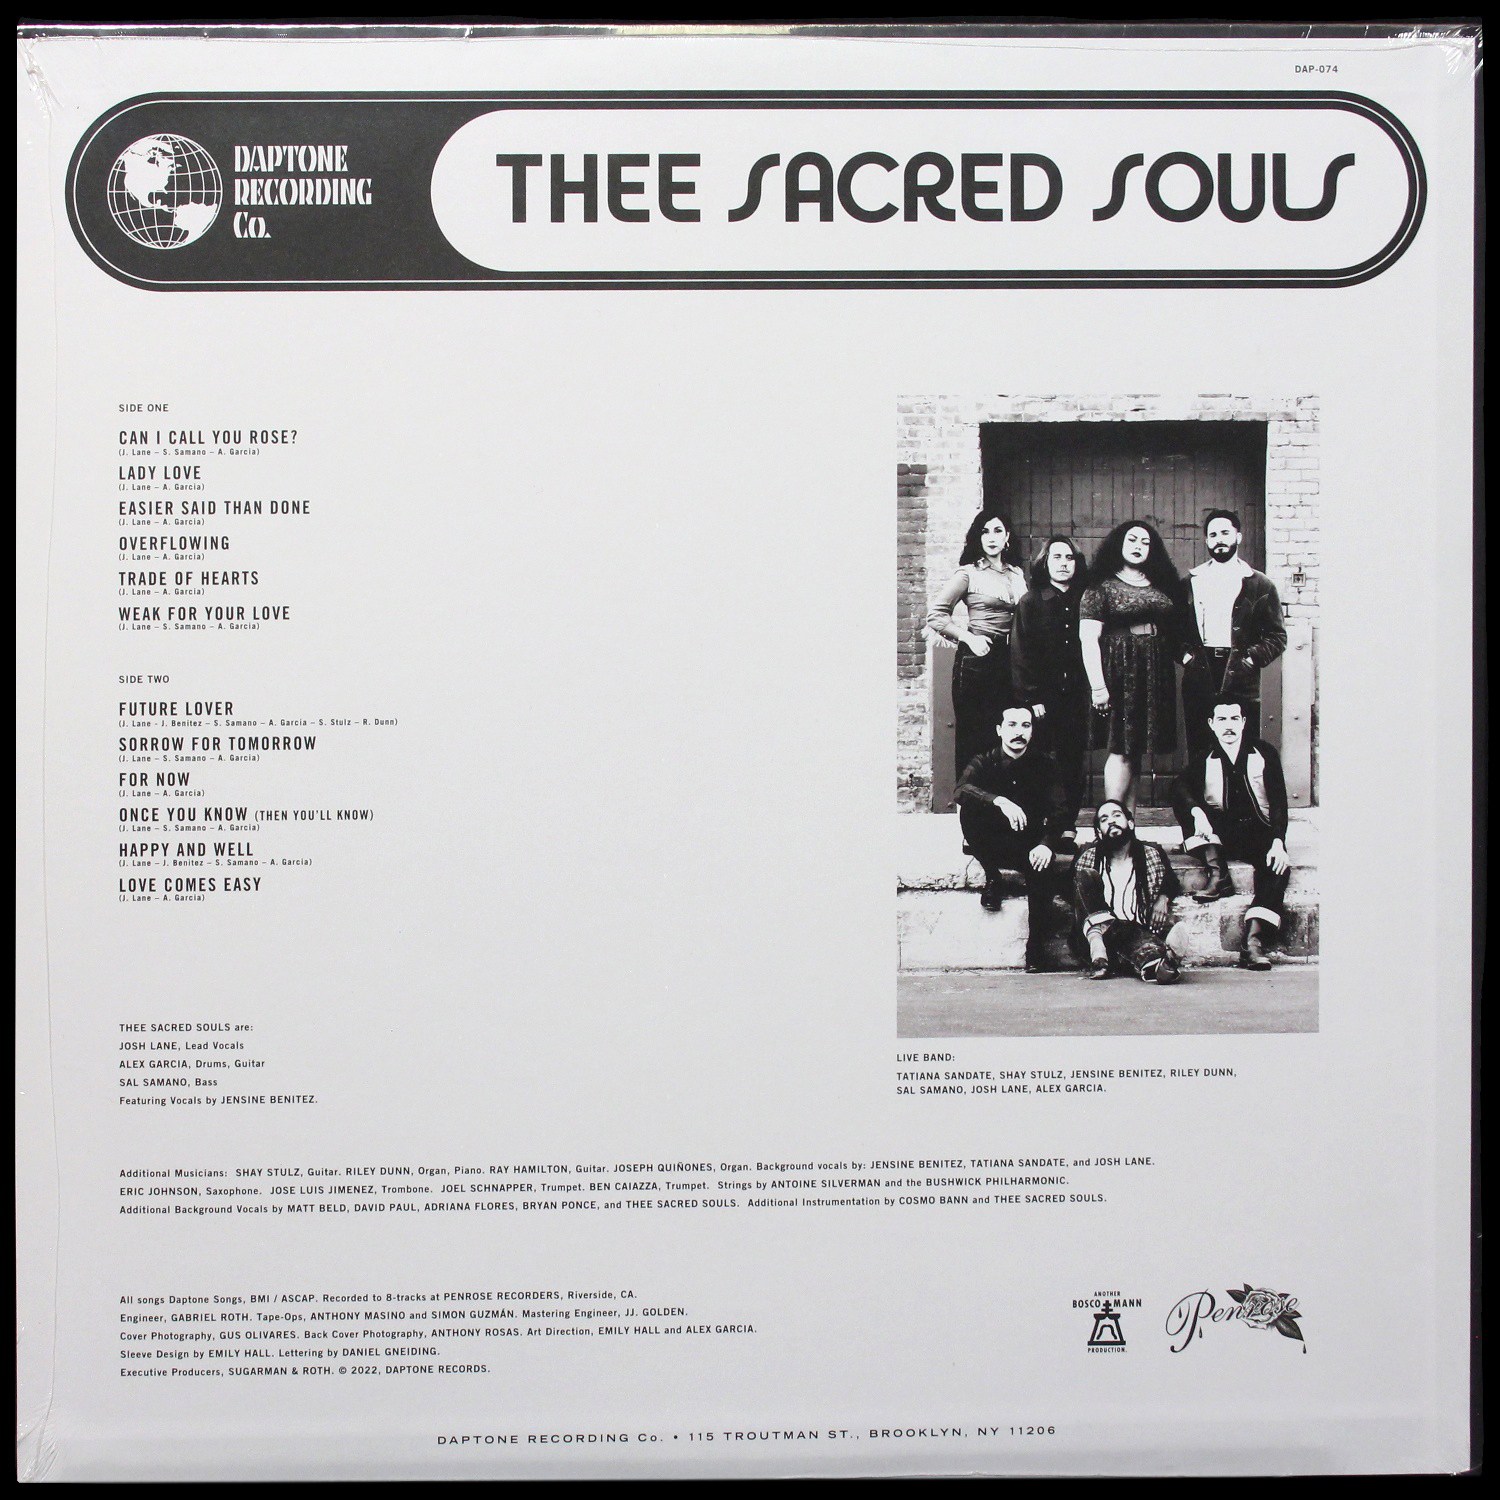 DAP-074
DAPTONE
RECORDING
Co.
THEE SACRED SOULS
SIDE ONE
CAN I CALL YOU ROSE?
(J. Lane – S. Samano – A. Garcia)
LADY LOVE
(J. Lane – A. Garcia)
EASIER SAID THAN DONE
(J. Lane – A. Garcia)
OVERFLOWING
(J. Lane – A. Garcia)
TRADE OF HEARTS
(J. Lane – A. Garcia)
WEAK FOR YOUR LOVE
(J. Lane – S. Samano – A. Garcia)
SIDE TWO
FUTURE LOVER
(J. Lane - J. Benitez – S. Samano – A. Garcia – S. Stulz – R. Dunn)
SORROW FOR TOMORROW
(J. Lane – S. Samano – A. Garcia)
FOR NOW
(J. Lane – A. Garcia)
ONCE YOU KNOW (THEN YOU'LL KNOW)
(J. Lane – S. Samano – A. Garcia)
HAPPY AND WELL
(J. Lane – J. Benitez – S. Samano – A. Garcia)
LOVE COMES EASY
(J. Lane – A. Garcia)
THEE SACRED SOULS are:
JOSH LANE, Lead Vocals
ALEX GARCIA, Drums, Guitar
SAL SAMANO, Bass
Featuring Vocals by JENSINE BENITEZ.
LIVE BAND:
TATIANA SANDATE, SHAY STULZ, JENSINE BENITEZ, RILEY DUNN,
SAL SAMANO, JOSH LANE, ALEX GARCIA.
Additional Musicians: SHAY STULZ, Guitar. RILEY DUNN, Organ, Piano. RAY HAMILTON, Guitar. JOSEPH QUIÑONES, Organ. Background vocals by: JENSINE BENITEZ, TATIANA SANDATE, and JOSH LANE.
ERIC JOHNSON, Saxophone. JOSE LUIS JIMENEZ, Trombone. JOEL SCHNAPPER, Trumpet. BEN CAIAZZA, Trumpet. Strings by ANTOINE SILVERMAN and the BUSHWICK PHILHARMONIC.
Additional Background Vocals by MATT BELD, DAVID PAUL, ADRIANA FLORES, BRYAN PONCE, and THEE SACRED SOULS. Additional Instrumentation by COSMO BANN and THEE SACRED SOULS.
All songs Daptone Songs, BMI / ASCAP. Recorded to 8-tracks at PENROSE RECORDERS, Riverside, CA.
Engineer, GABRIEL ROTH. Tape-Ops, ANTHONY MASINO and SIMON GUZMÁN. Mastering Engineer, JJ. GOLDEN.
Cover Photography, GUS OLIVARES. Back Cover Photography, ANTHONY ROSAS. Art Direction, EMILY HALL and ALEX GARCIA.
Sleeve Design by EMILY HALL. Lettering by DANIEL GNEIDING.
Executive Producers, SUGARMAN & ROTH. © 2022, DAPTONE RECORDS.
ANOTHER
BOSCO MANN
PRODUCTION.
Penrose
DAPTONE RECORDING Co. • 115 TROUTMAN ST., BROOKLYN, NY 11206